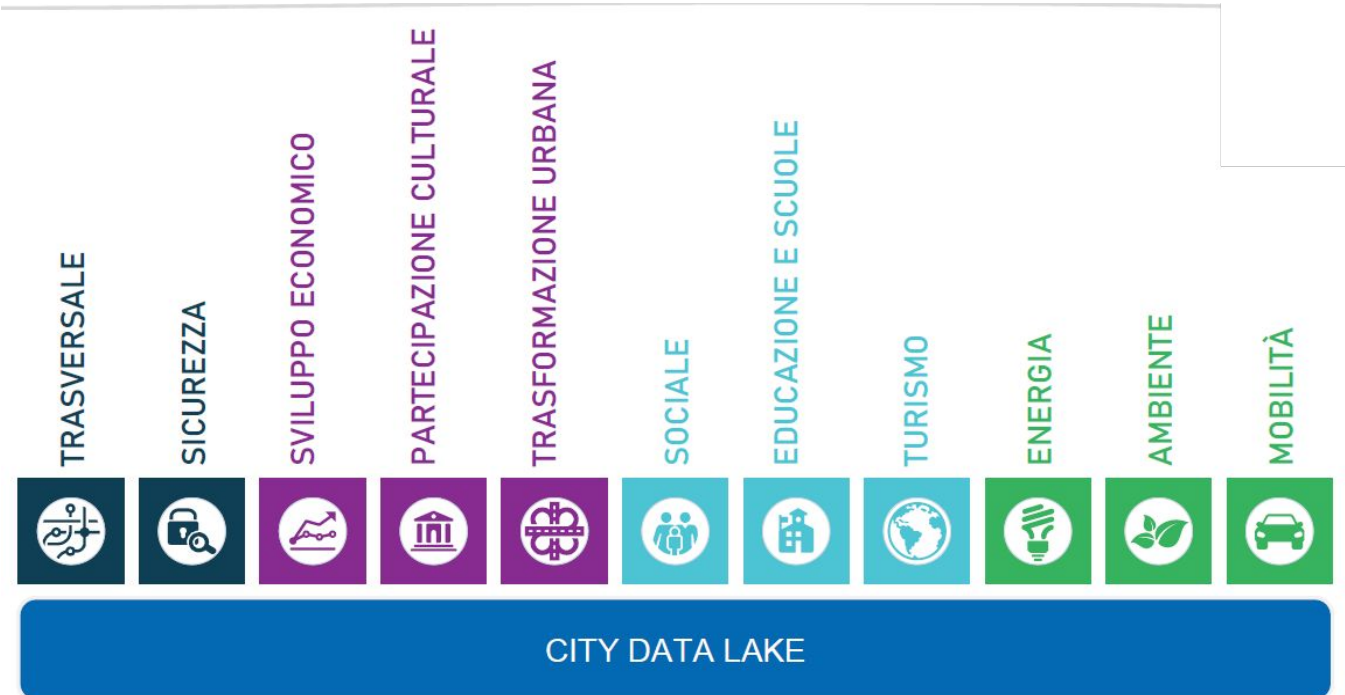 TRASVERSALE
SICUREZZA
SVILUPPO ECONOMICO
PARTECIPAZIONE CULTURALE
TRASFORMAZIONE URBANA
SOCIALE
EDUCAZIONE E SCUOLE
TURISMO
ENERGIA
AMBIENTE
MOBILITÀ
CITY DATA LAKE